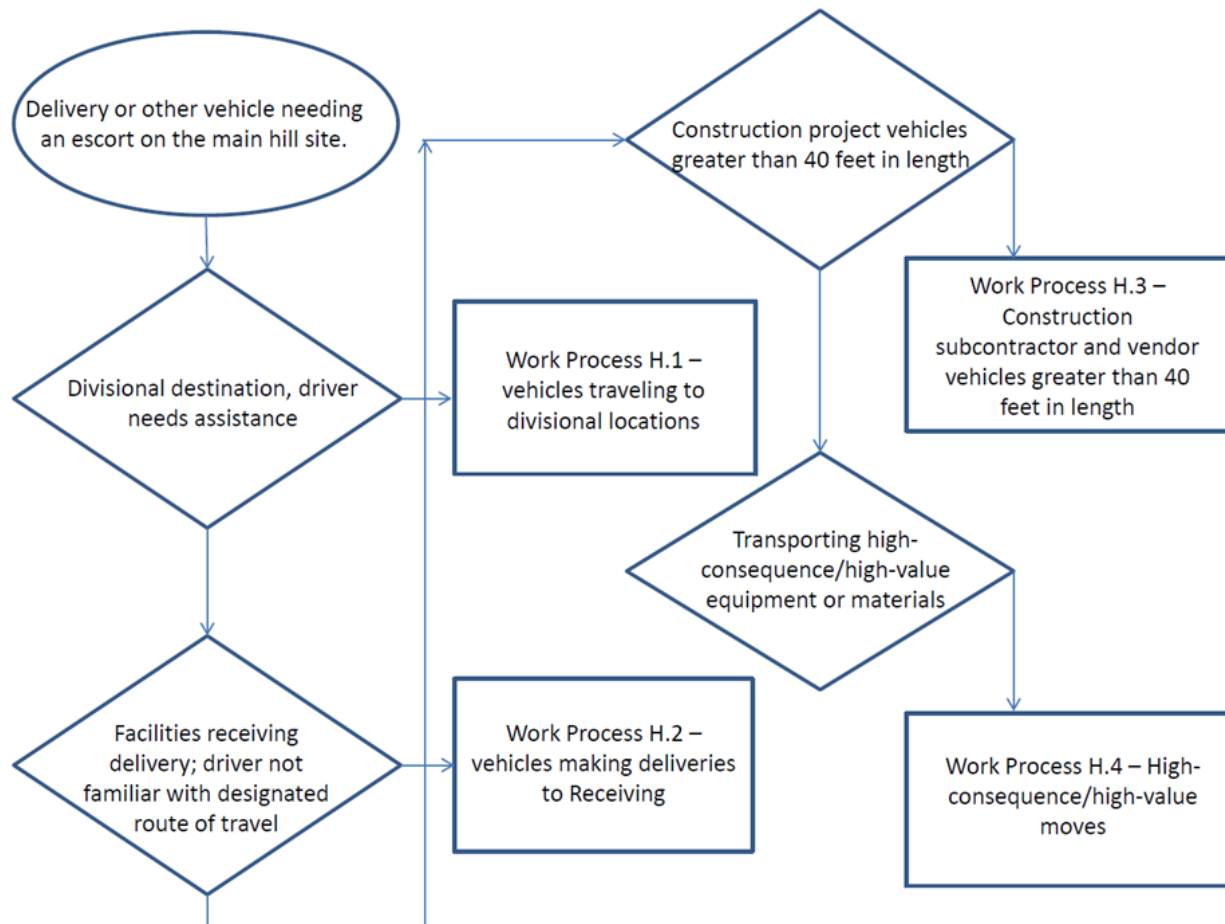 Delivery or other vehicle needing
an escort on the main hill site.
Divisional destination, driver
needs assistance
Work Process H.1 –
vehicles traveling to
divisional locations
Facilities receiving
delivery; driver not
familiar with designated
route of travel
Work Process H.2 –
vehicles making deliveries
to Receiving
Construction project vehicles
greater than 40 feet in length
Work Process H.3 –
Construction
subcontractor and vendor
vehicles greater than 40
feet in length
Transporting high-
consequence/high-value
equipment or materials
Work Process H.4 – High-
consequence/high-value
moves